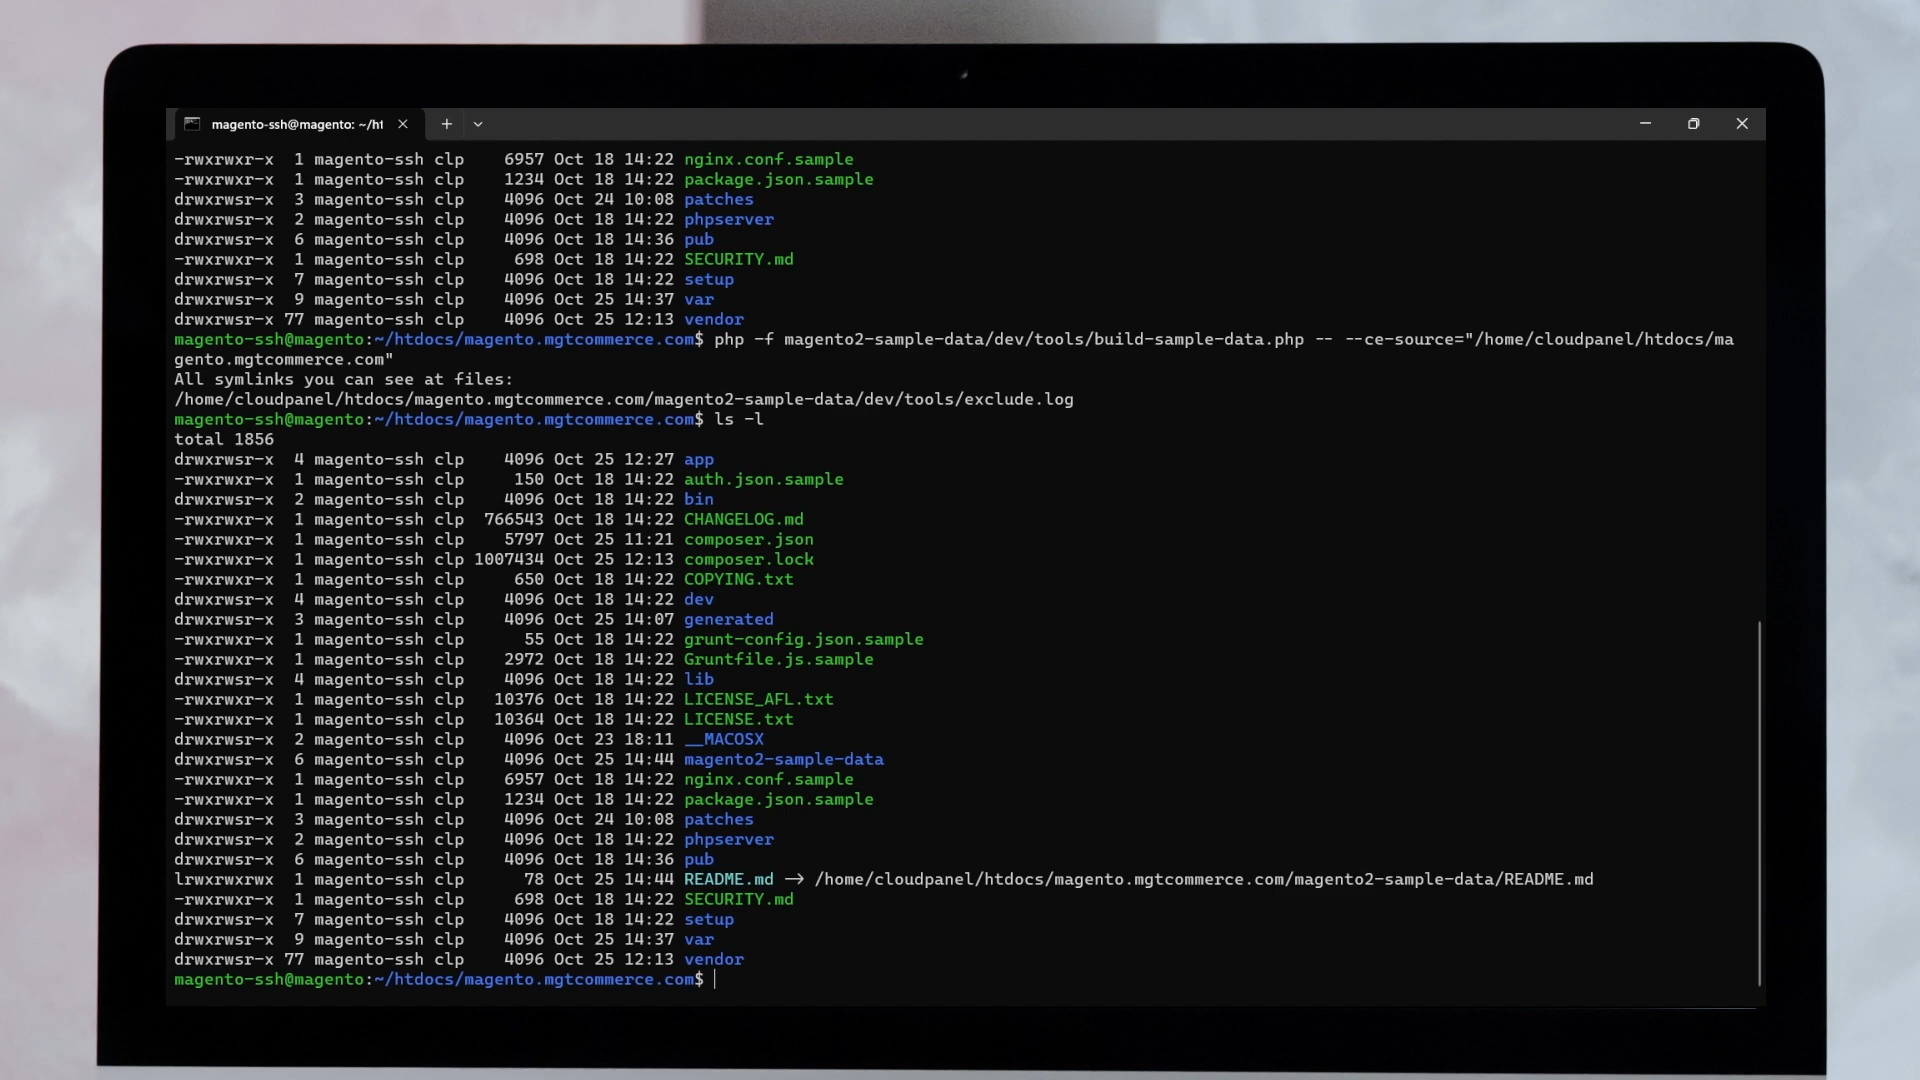 magento-ssh@magento: ~/ht
-rwxrwxr-x  1 magento-ssh clp    6957 Oct 18 14:22 nginx.conf.sample
-rwxrwxr-x  1 magento-ssh clp    1234 Oct 18 14:22 package.json.sample
drwxrwsr-x  3 magento-ssh clp    4096 Oct 24 10:08 patches
drwxrwsr-x  2 magento-ssh clp    4096 Oct 18 14:22 phpserver
drwxrwsr-x  6 magento-ssh clp    4096 Oct 18 14:36 pub
-rwxrwxr-x  1 magento-ssh clp     698 Oct 18 14:22 SECURITY.md
drwxrwsr-x  7 magento-ssh clp    4096 Oct 18 14:22 setup
drwxrwsr-x  9 magento-ssh clp    4096 Oct 25 14:37 var
drwxrwsr-x 77 magento-ssh clp    4096 Oct 25 12:13 vendor
magento-ssh@magento:~/htdocs/magento.mgtcommerce.com$ php -f magento2-sample-data/dev/tools/build-sample-data.php -- --ce-source="/home/cloudpanel/htdocs/ma
gento.mgtcommerce.com"
All symlinks you can see at files:
/home/cloudpanel/htdocs/magento.mgtcommerce.com/magento2-sample-data/dev/tools/exclude.log
magento-ssh@magento:~/htdocs/magento.mgtcommerce.com$ ls -l
total 1856
drwxrwsr-x  4 magento-ssh clp    4096 Oct 25 12:27 app
-rwxrwxr-x  1 magento-ssh clp     150 Oct 18 14:22 auth.json.sample
drwxrwsr-x  2 magento-ssh clp    4096 Oct 18 14:22 bin
-rwxrwxr-x  1 magento-ssh clp  766543 Oct 18 14:22 CHANGELOG.md
-rwxrwxr-x  1 magento-ssh clp    5797 Oct 25 11:21 composer.json
-rwxrwxr-x  1 magento-ssh clp 1007434 Oct 25 12:13 composer.lock
-rwxrwxr-x  1 magento-ssh clp     650 Oct 18 14:22 COPYING.txt
drwxrwsr-x  4 magento-ssh clp    4096 Oct 18 14:22 dev
drwxrwsr-x  3 magento-ssh clp    4096 Oct 25 14:07 generated
-rwxrwxr-x  1 magento-ssh clp      55 Oct 18 14:22 grunt-config.json.sample
-rwxrwxr-x  1 magento-ssh clp    2972 Oct 18 14:22 Gruntfile.js.sample
drwxrwsr-x  4 magento-ssh clp    4096 Oct 18 14:22 lib
-rwxrwxr-x  1 magento-ssh clp   10376 Oct 18 14:22 LICENSE_AFL.txt
-rwxrwxr-x  1 magento-ssh clp   10364 Oct 18 14:22 LICENSE.txt
drwxrwsr-x  2 magento-ssh clp    4096 Oct 23 18:11 __MACOSX
drwxrwsr-x  6 magento-ssh clp    4096 Oct 25 14:44 magento2-sample-data
-rwxrwxr-x  1 magento-ssh clp    6957 Oct 18 14:22 nginx.conf.sample
-rwxrwxr-x  1 magento-ssh clp    1234 Oct 18 14:22 package.json.sample
drwxrwsr-x  3 magento-ssh clp    4096 Oct 24 10:08 patches
drwxrwsr-x  2 magento-ssh clp    4096 Oct 18 14:22 phpserver
drwxrwsr-x  6 magento-ssh clp    4096 Oct 18 14:36 pub
lrwxrwxrwx  1 magento-ssh clp      78 Oct 25 14:44 README.md -> /home/cloudpanel/htdocs/magento.mgtcommerce.com/magento2-sample-data/README.md
-rwxrwxr-x  1 magento-ssh clp     698 Oct 18 14:22 SECURITY.md
drwxrwsr-x  7 magento-ssh clp    4096 Oct 18 14:22 setup
drwxrwsr-x  9 magento-ssh clp    4096 Oct 25 14:37 var
drwxrwsr-x 77 magento-ssh clp    4096 Oct 25 12:13 vendor
magento-ssh@magento:~/htdocs/magento.mgtcommerce.com$